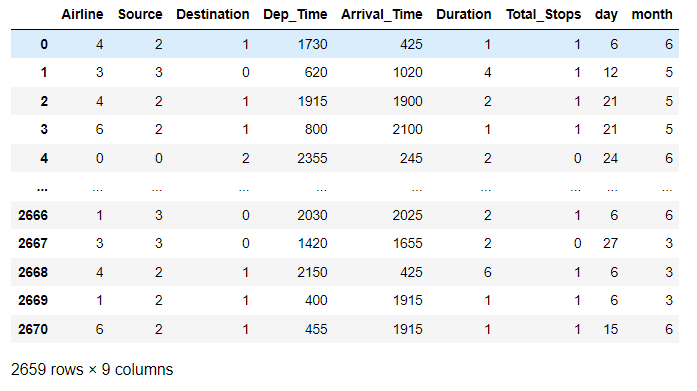 Airline Source Destination Dep_Time Arrival_Time Duration Total_Stops day month
0 4 2 1 1730 425 1 1 6 6
1 3 3 0 620 1020 4 1 12 5
2 4 2 1 1915 1900 2 1 21 5
3 6 2 1 800 2100 1 1 21 5
4 0 0 2 2355 245 2 0 24 6
... ... ... ... ... ... ... ... ... ...
2666 1 3 0 2030 2025 2 1 6 6
2667 3 3 0 1420 1655 2 0 27 3
2668 4 2 1 2150 425 6 1 6 3
2669 1 2 1 400 1915 1 1 6 3
2670 6 2 1 455 1915 1 1 15 6
2659 rows × 9 columns